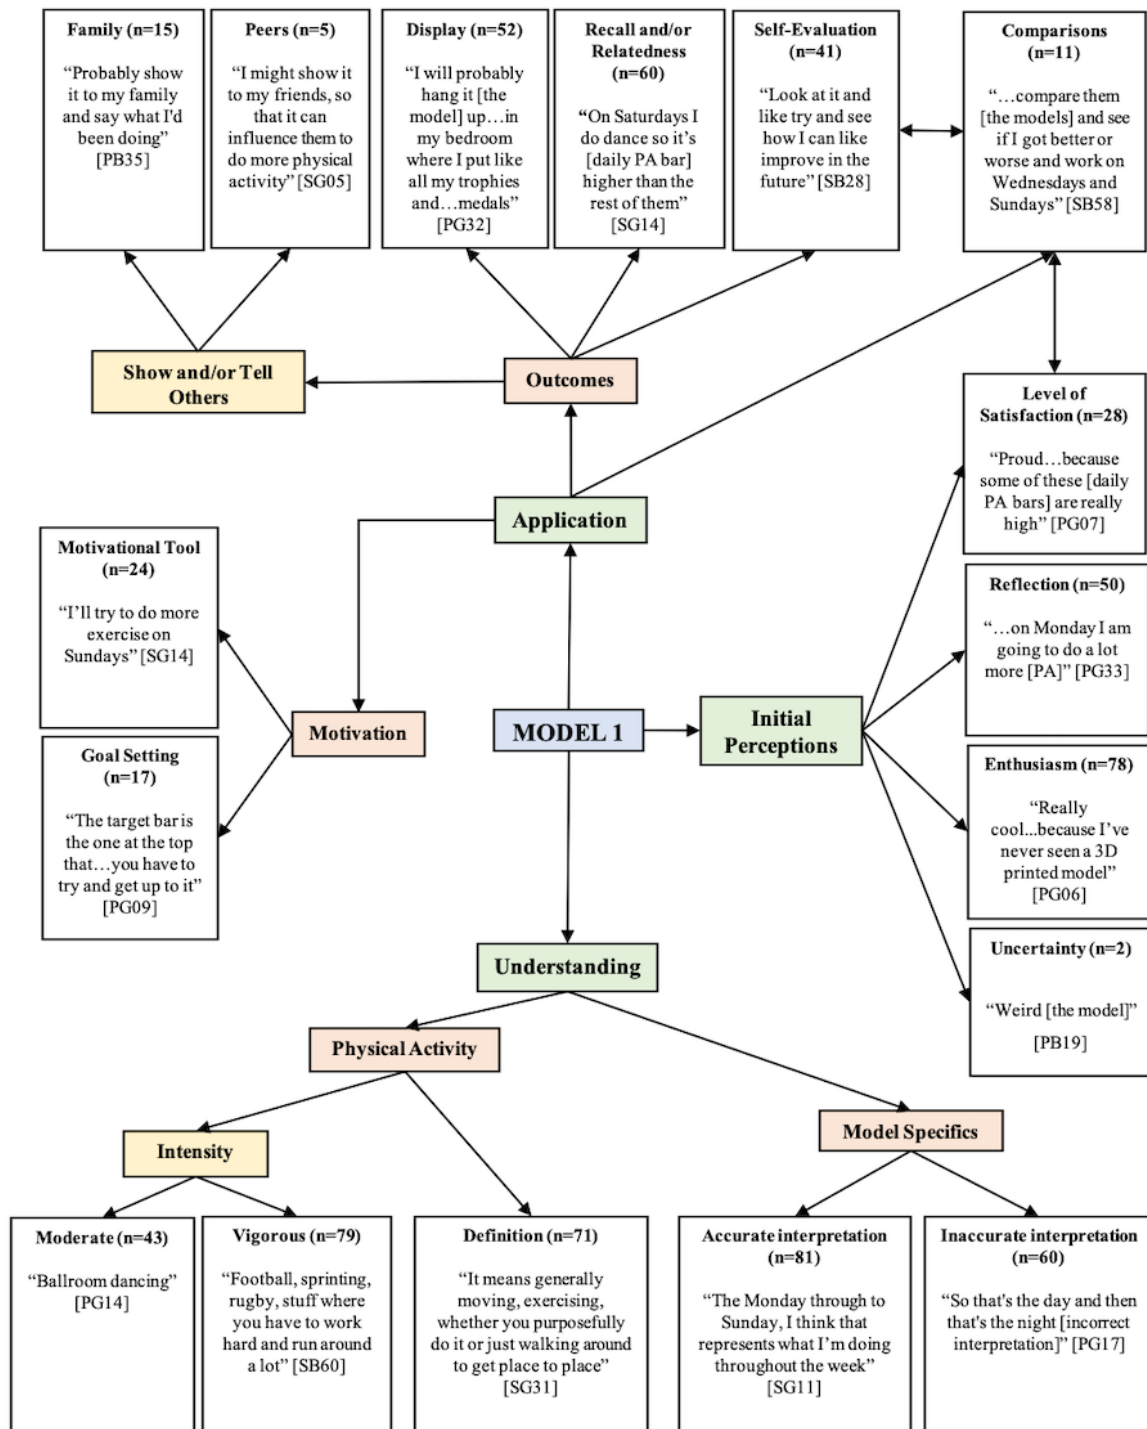 Family (n=15)
“Probably show
it to my family
and say what I'd
been doing”
[PB35]
Peers (n=5)
“I might show it
to my friends, so
that it can
influence them to
do more physical
activity” [SG05]
Display (n=52)
“I will probably
hang it [the
model] up…in
my bedroom
where I put like
all my trophies
and…medals”
[PG32]
Recall and/or
Relatedness
(n=60)
“On Saturdays I
do dance so it’s
[daily PA bar]
higher than the
rest of them”
[SG14]
Self-Evaluation
(n=41)
“Look at it and
like try and see
how I can like
improve in the
future” [SB28]
Comparisons
(n=11)
“…compare them
[the models] and see
if I got better or
worse and work on
Wednesdays and
Sundays” [SB58]
Show and/or Tell
Others
Outcomes
Level of
Satisfaction (n=28)
“Proud…because
some of these [daily
PA bars] are really
high” [PG07]
Application
Motivational Tool
(n=24)
“I’ll try to do more
exercise on
Sundays” [SG14]
Reflection (n=50)
“…on Monday I am
going to do a lot
more [PA]” [PG33]
Motivation
MODEL 1
Initial
Perceptions
Goal Setting
(n=17)
“The target bar is
the one at the top
that…you have to
try and get up to it”
[PG09]
Enthusiasm (n=78)
“Really
cool...because I’ve
never seen a 3D
printed model”
[PG06]
Uncertainty (n=2)
“Weird [the model]”
[PB19]
Understanding
Physical Activity
Model Specifics
Intensity
Moderate (n=43)
“Ballroom dancing”
[PG14]
Vigorous (n=79)
“Football, sprinting,
rugby, stuff where
you have to work
hard and run around
a lot” [SB60]
Definition (n=71)
“It means generally
moving, exercising,
whether you purposefully
do it or just walking around
to get place to place”
[SG31]
Accurate interpretation
(n=81)
“The Monday through to
Sunday, I think that
represents what I’m doing
throughout the week”
[SG11]
Inaccurate interpretation
(n=60)
“So that's the day and then
that's the night [incorrect
interpretation]” [PG17]